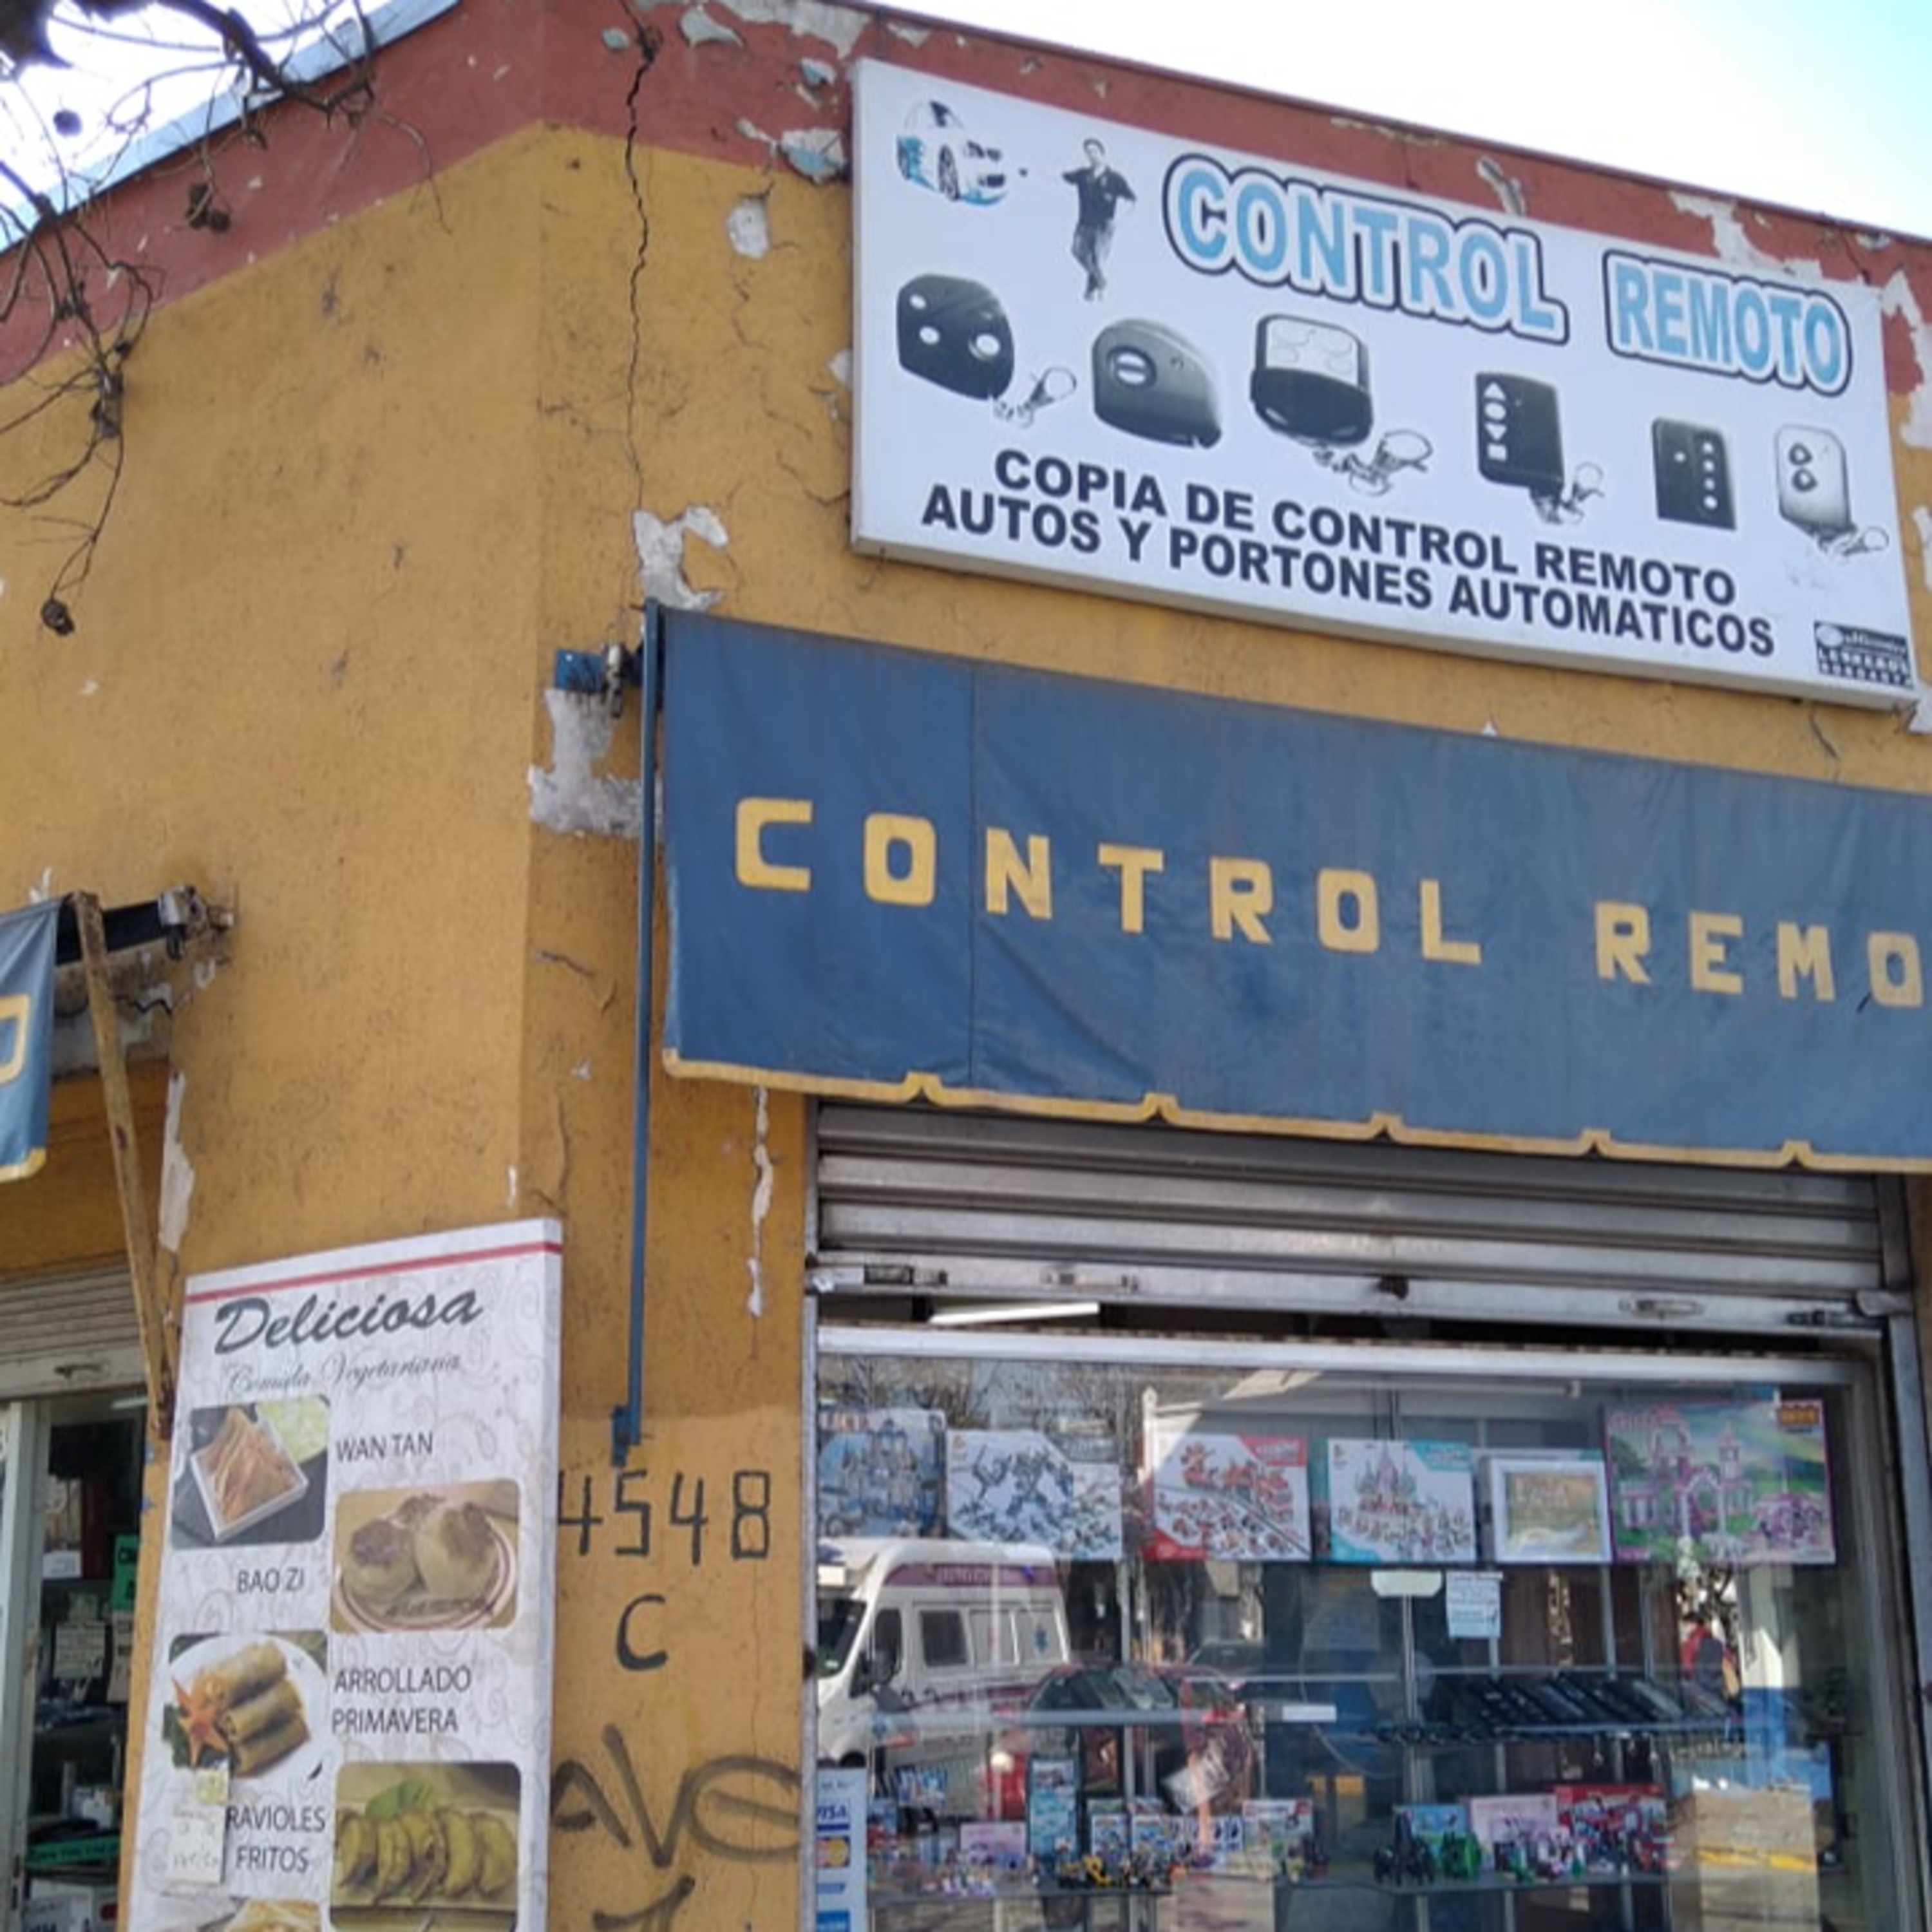 CONTROL REMOTO
COPIA DE CONTROL REMOTO
AUTOS Y PORTONES AUTOMATICOS
CONTROL REMO
Deliciosa
Comida Vegetariana
WAN TAN
BAO ZI
ARROLLADO
PRIMAVERA
RAVIOLES
FRITOS
4548
C
VISA